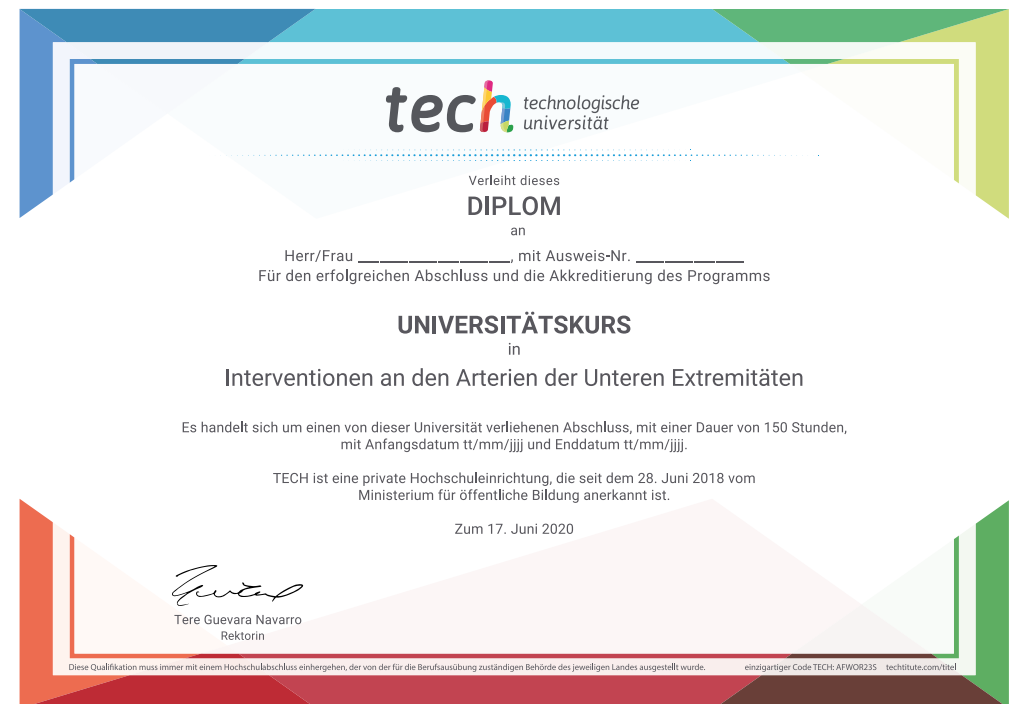 tech technologische
universität
Verleiht dieses
DIPLOM
an
Herr/Frau ____________________, mit Ausweis-Nr. ______________
Für den erfolgreichen Abschluss und die Akkreditierung des Programms
UNIVERSITÄTSKURS
in
Interventionen an den Arterien der Unteren Extremitäten
Es handelt sich um einen von dieser Universität verliehenen Abschluss, mit einer Dauer von 150 Stunden,
mit Anfangsdatum tt/mm/jjjj und Enddatum tt/mm/jjjj.
TECH ist eine private Hochschuleinrichtung, die seit dem 28. Juni 2018 vom
Ministerium für öffentliche Bildung anerkannt ist.
Zum 17. Juni 2020
Tere Guevara Navarro
Rektorin
Diese Qualifikation muss immer mit einem Hochschulabschluss einhergehen, der von der für die Berufsausübung zuständigen Behörde des jeweiligen Landes ausgestellt wurde. einzigartiger Code TECH: AFWOR23S techtitute.com/titel